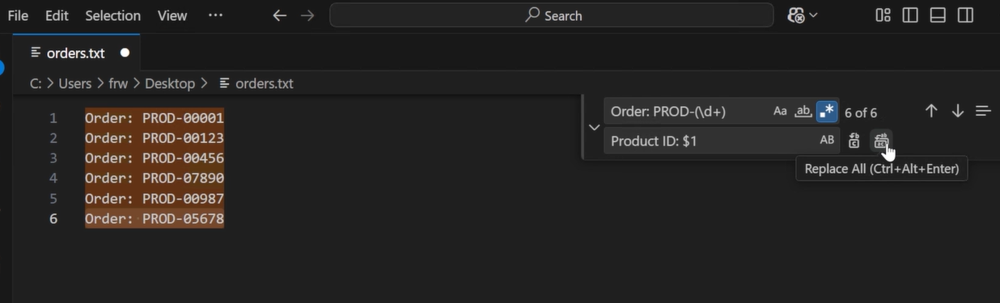 File Edit Selection View ...
Search
orders.txt
C: > Users > frw > Desktop > orders.txt
1 Order: PROD-00001
2 Order: PROD-00123
3 Order: PROD-00456
4 Order: PROD-07890
5 Order: PROD-00987
6 Order: PROD-05678
Order: PROD-(\d+) Aa ab .* 6 of 6
Product ID: $1 AB
Replace All (Ctrl+Alt+Enter)